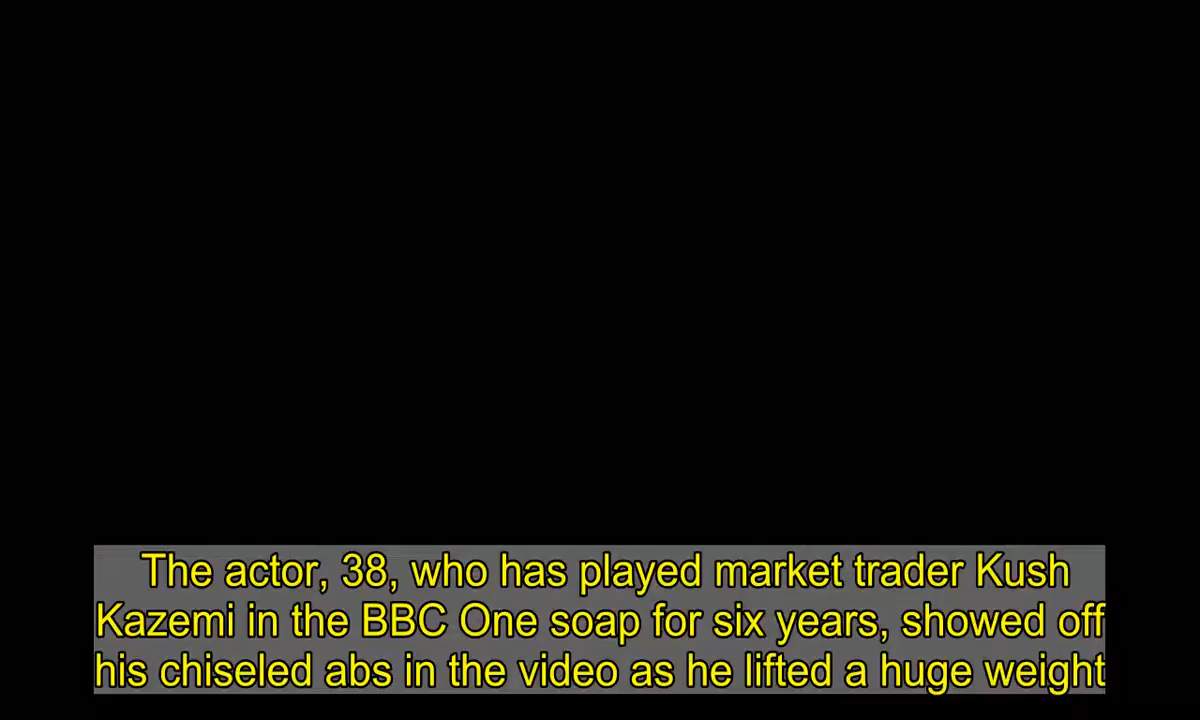 The actor, 38, who has played market trader Kush
Kazemi in the BBC One soap for six years, showed off
his chiseled abs in the video as he lifted a huge weight